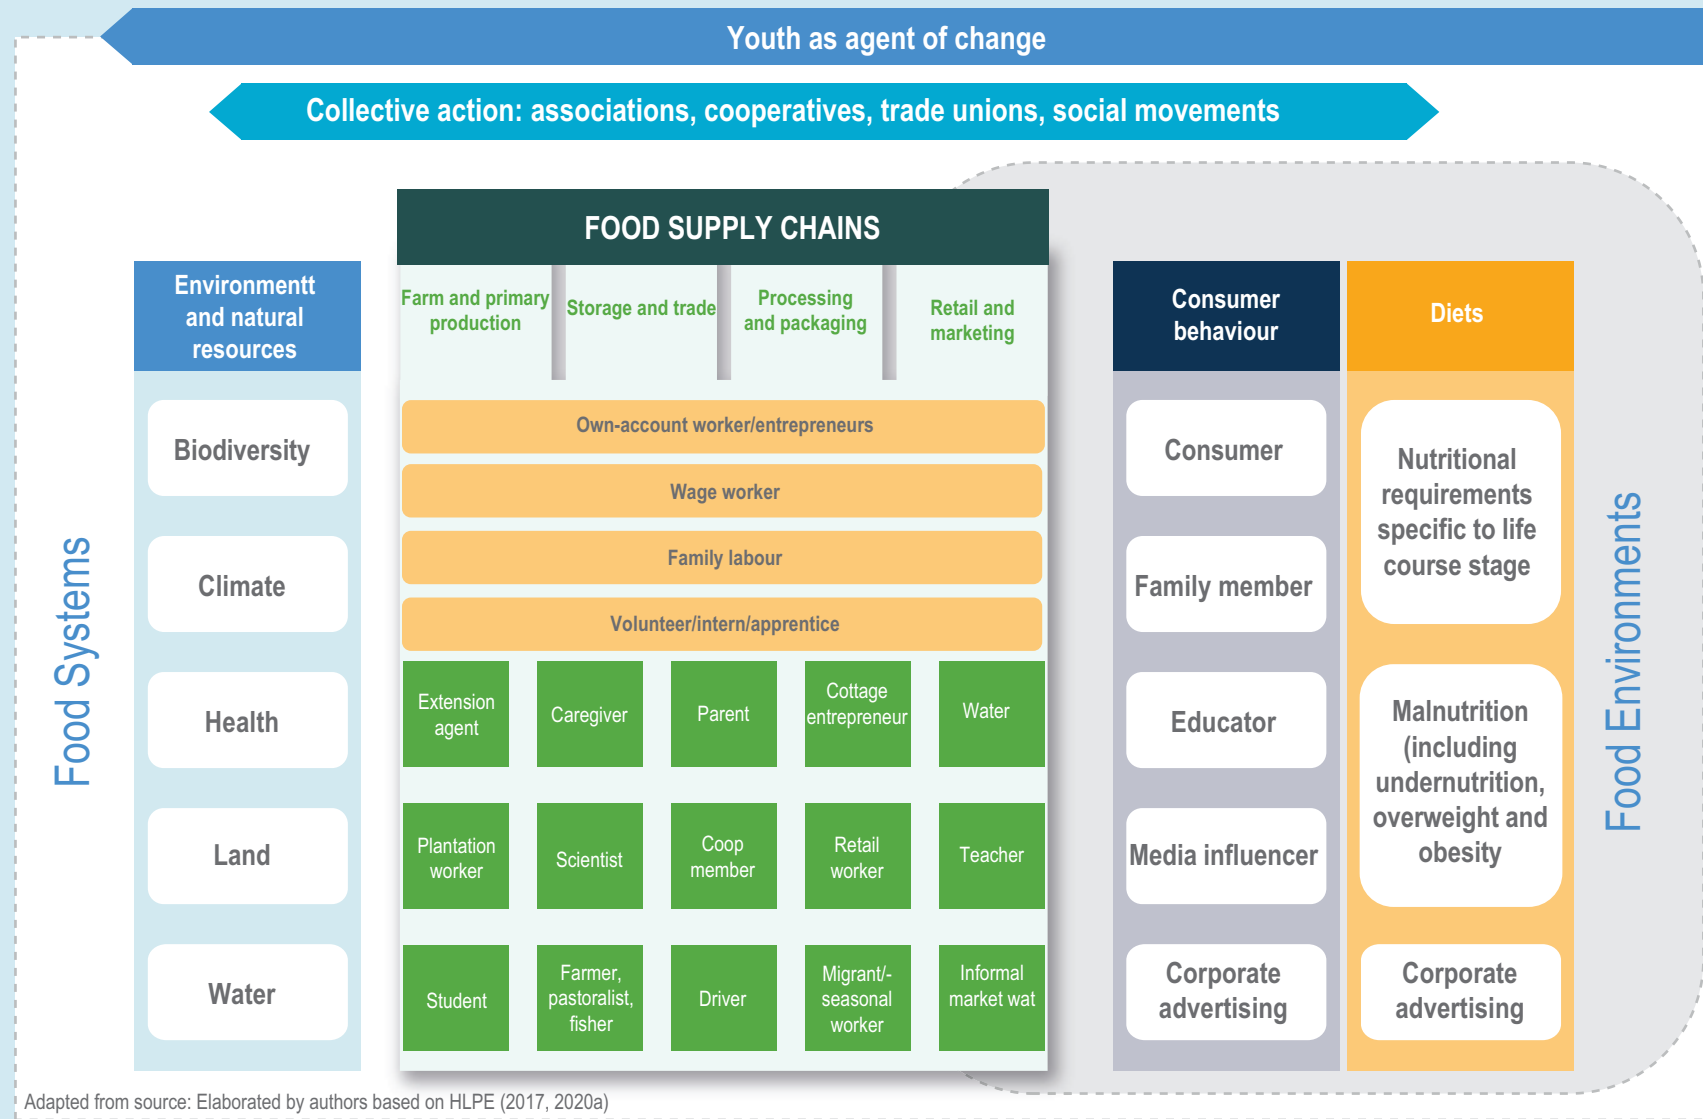 Youth as agent of change
Collective action: associations, cooperatives, trade unions, social movements
Food Systems
Environmentt
and natural
resources
Biodiversity
Climate
Health
Land
Water
FOOD SUPPLY CHAINS
Farm and primary
production
Storage and trade
Processing
and packaging
Retail and
marketing
Own-account worker/entrepreneurs
Wage worker
Family labour
Volunteer/intern/apprentice
Extension
agent
Caregiver
Parent
Cottage
entrepreneur
Water
Plantation
worker
Scientist
Coop
member
Retail
worker
Teacher
Student
Farmer,
pastoralist,
fisher
Driver
Migrant/-
seasonal
worker
Informal
market wat
Consumer
behaviour
Consumer
Family member
Educator
Media influencer
Corporate
advertising
Diets
Nutritional
requirements
specific to life
course stage
Malnutrition
(including
undernutrition,
overweight and
obesity
Corporate
advertising
Food Environments
Adapted from source: Elaborated by authors based on HLPE (2017, 2020a)